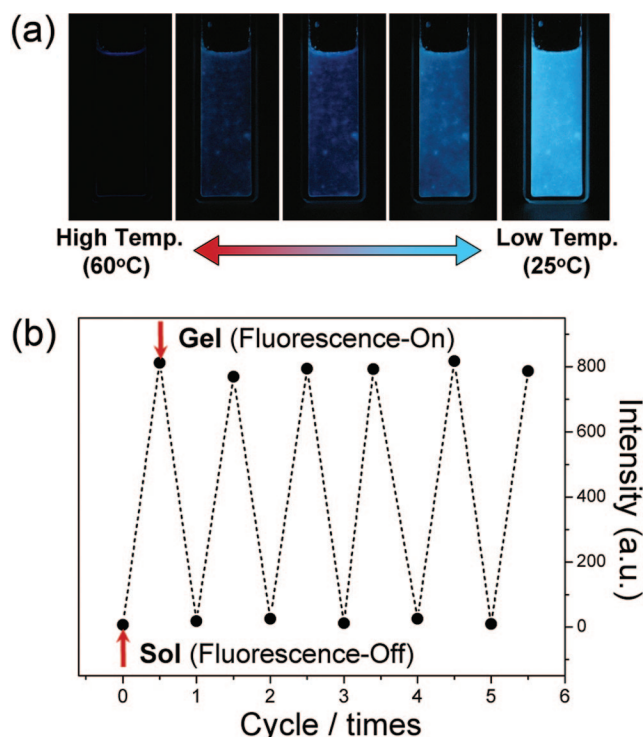 (a)
High Temp. Low Temp.
(60°C) (25°C)
(b)
Gel (Fluorescence-On)
800
600
400
200
0
Intensity (a.u.)
Sol (Fluorescence-Off)
0 1 2 3 4 5 6
Cycle / times